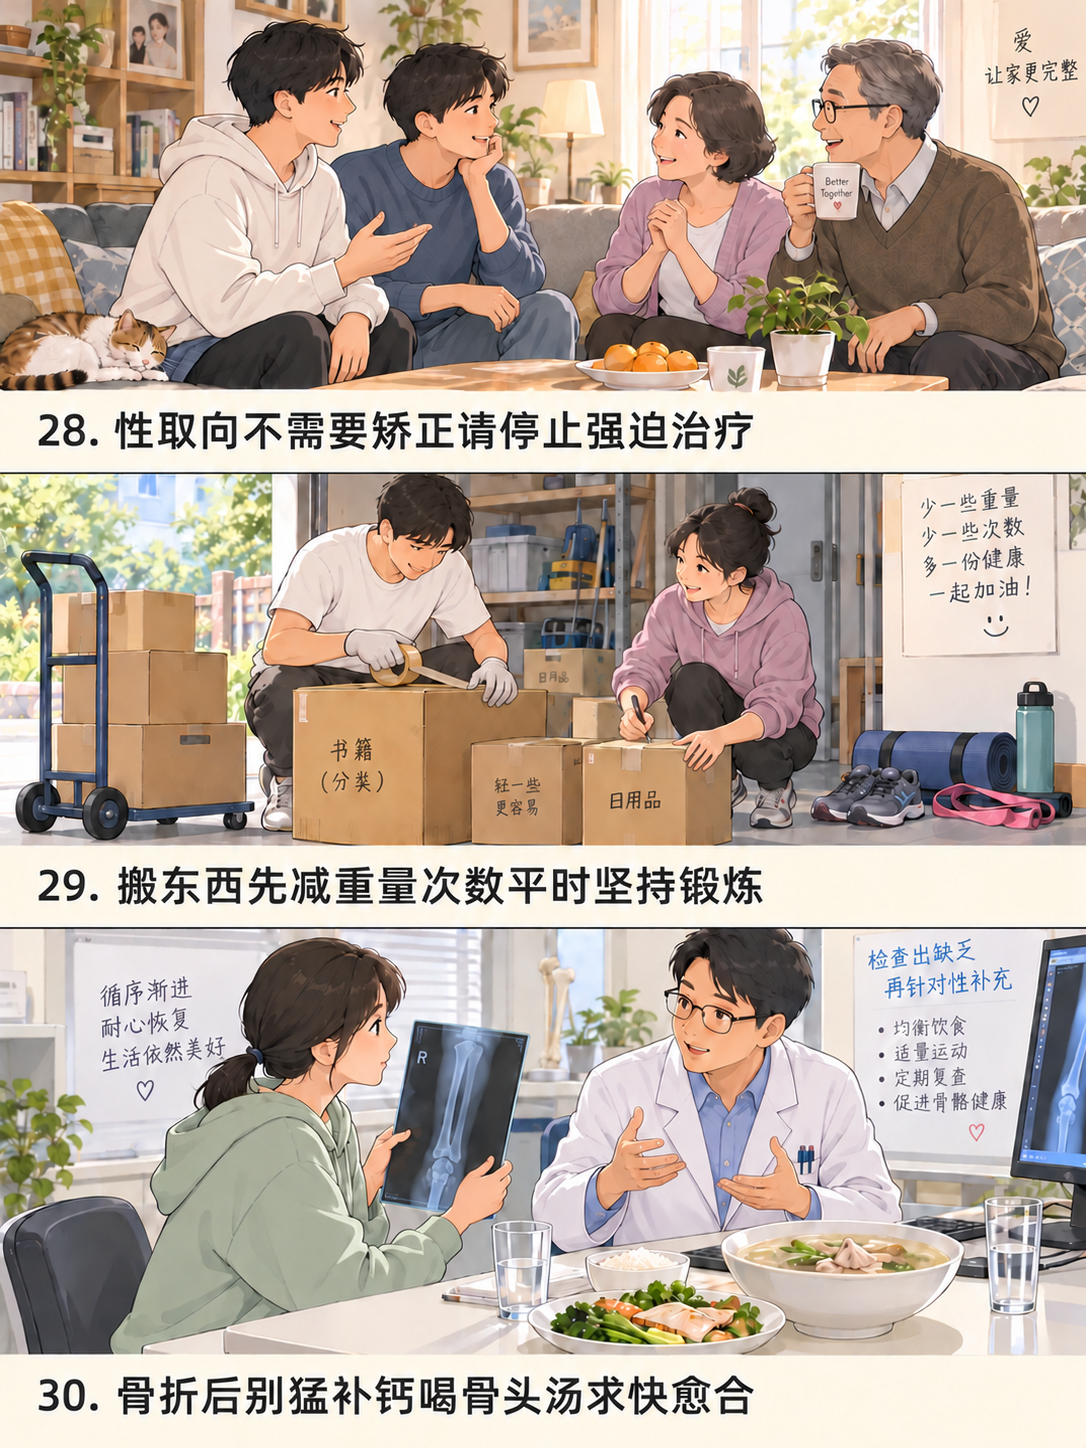 爱
让家更完整
Better
Together
28. 性取向不需要矫正请停止强迫治疗
少一些重量
少一些次数
多一份健康
一起加油！
日用品
书籍
（分类）
轻一些
更容易
日用品
29. 搬东西先减重量次数平时坚持锻炼
循序渐进
耐心恢复
生活依然美好
R
检查出缺乏
再针对性补充
• 均衡饮食
• 适量运动
• 定期复查
• 促进骨骼健康
30. 骨折后别猛补钙喝骨头汤求快愈合